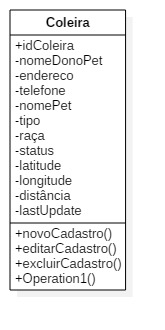 Coleira
+idColeira
-nomeDonoPet
-endereco
-telefone
-nomePet
-tipo
-raça
-status
-latitude
-longitude
-distância
-lastUpdate
+novoCadastro()
+editarCadastro()
+excluirCadastro()
+Operation1()